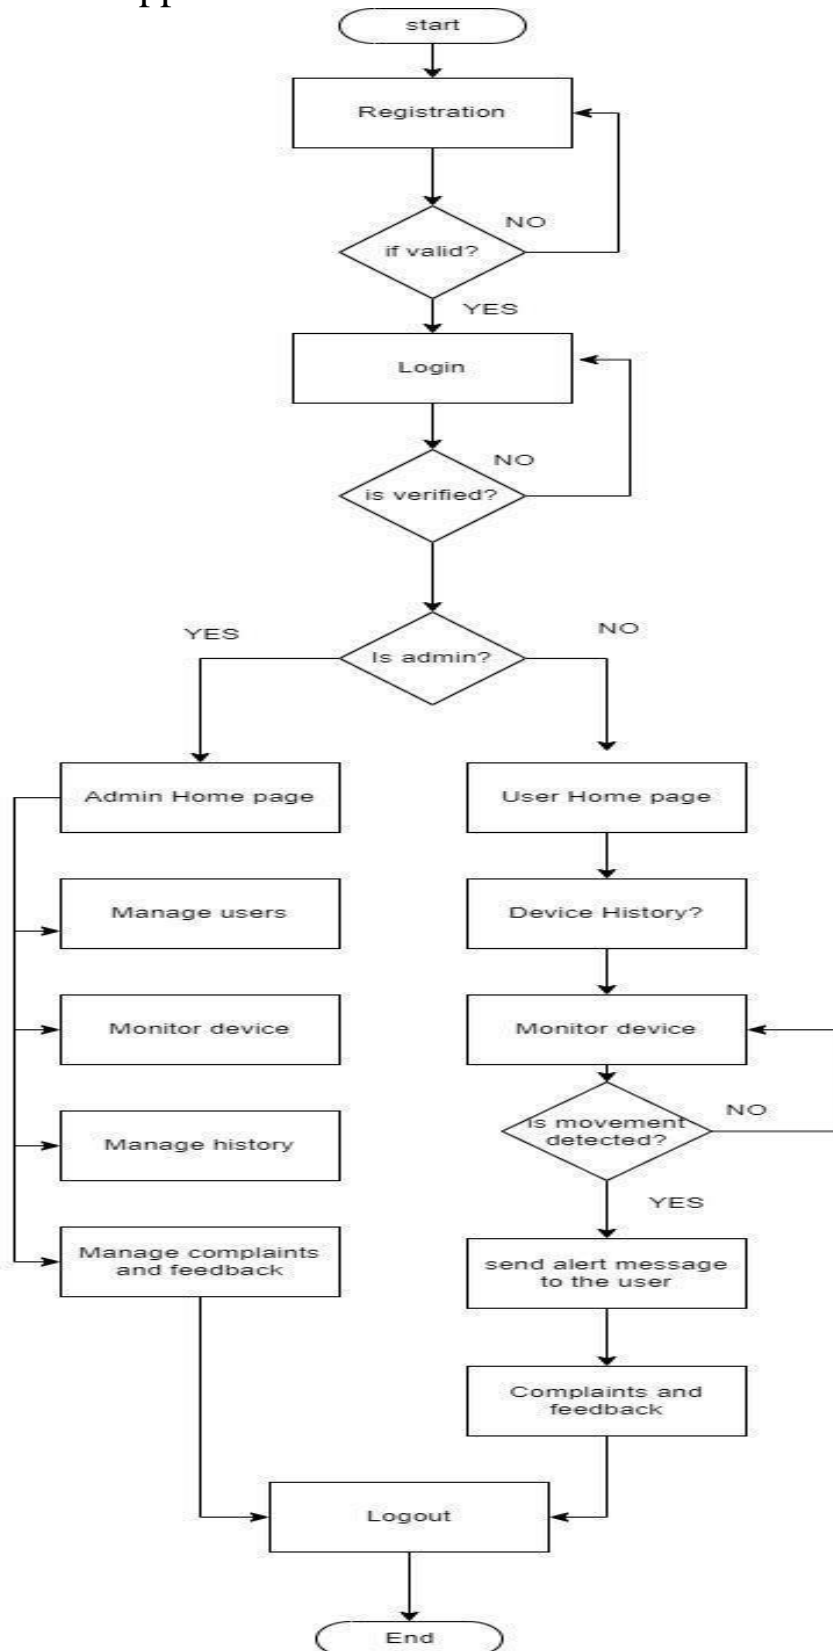 start
Registration
NO
if valid?
YES
Login
NO
is verified?
YES
NO
Is admin?
Admin Home page
User Home page
Manage users
Device History?
Monitor device
Monitor device
NO
is movement
detected?
Manage history
YES
Manage complaints
and feedback
send alert message
to the user
Complaints and
feedback
Logout
End